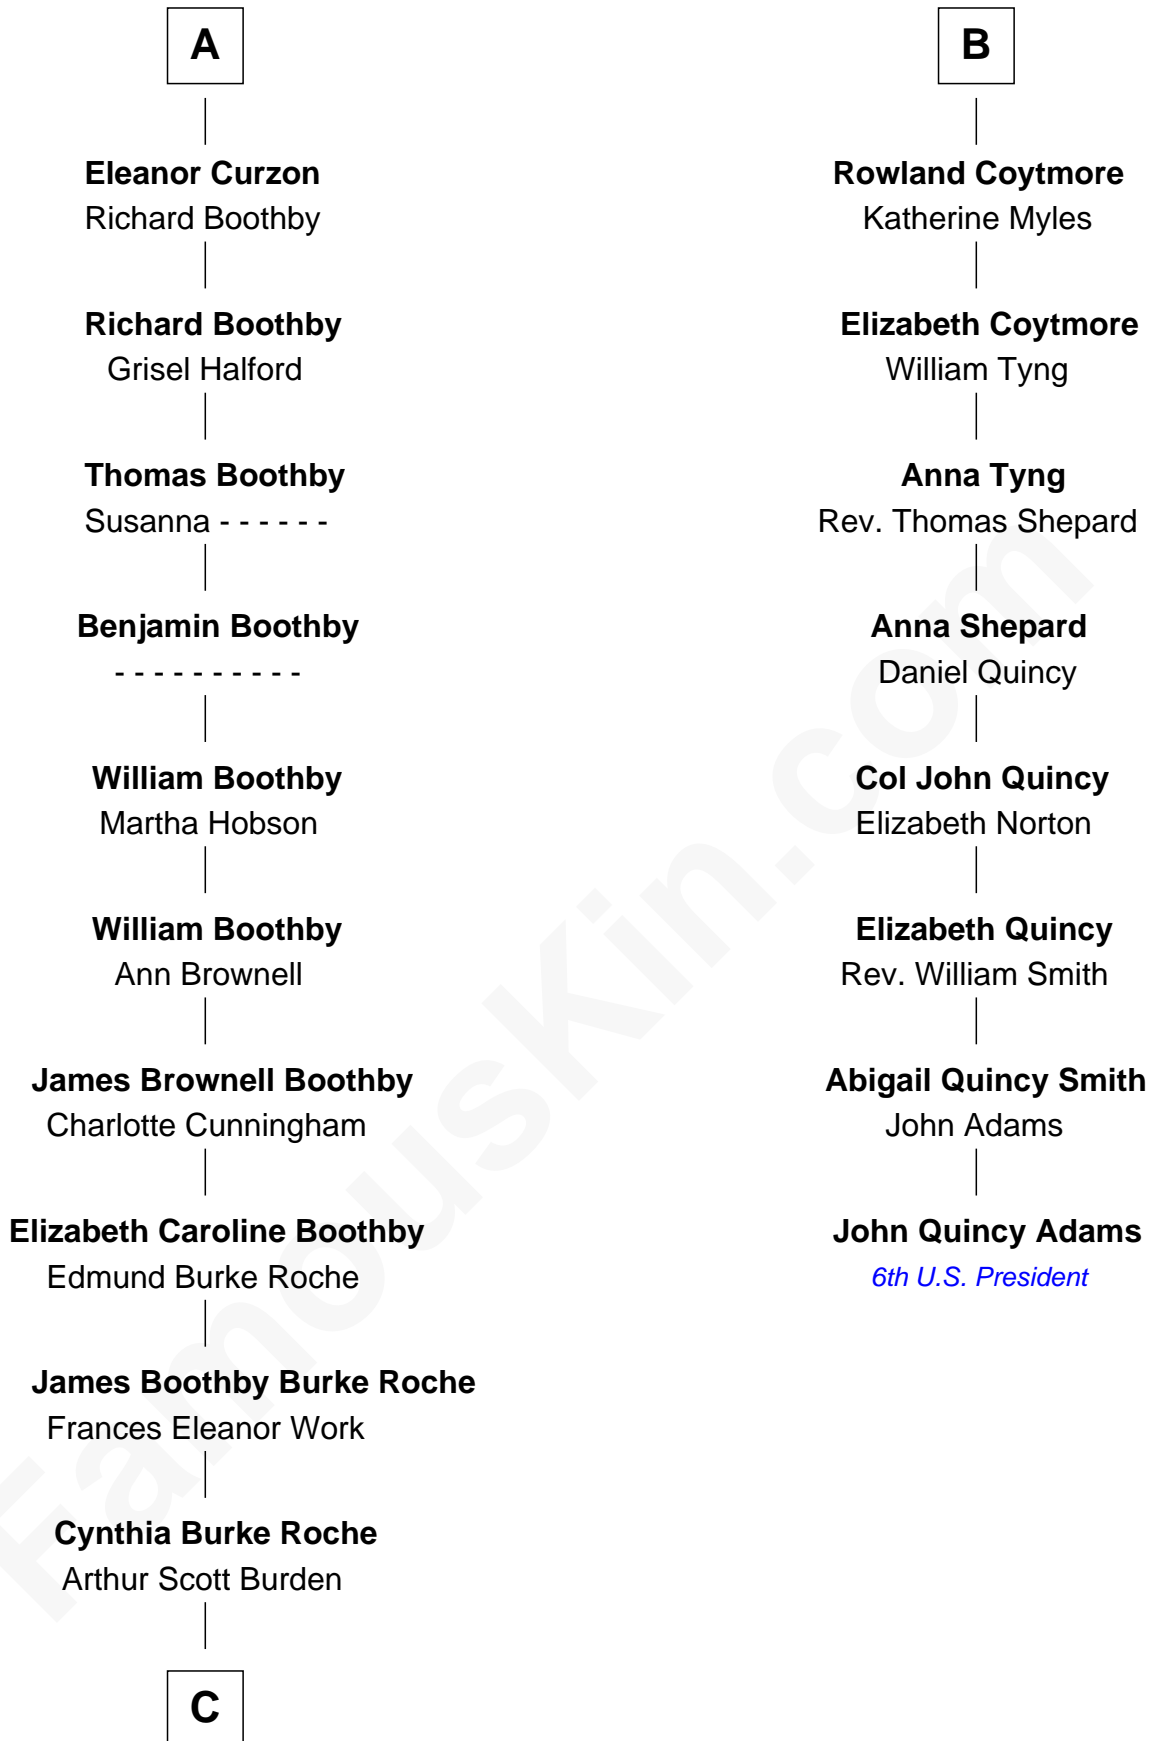 A
Eleanor Curzon
Richard Boothby
Richard Boothby
Grisel Halford
Thomas Boothby
Susanna - - - - - -
Benjamin Boothby
- - - - - - - - - -
William Boothby
Martha Hobson
William Boothby
Ann Brownell
James Brownell Boothby
Charlotte Cunningham
Elizabeth Caroline Boothby
Edmund Burke Roche
James Boothby Burke Roche
Frances Eleanor Work
Cynthia Burke Roche
Arthur Scott Burden
C
B
Rowland Coytmore
Katherine Myles
Elizabeth Coytmore
William Tyng
Anna Tyng
Rev. Thomas Shepard
Anna Shepard
Daniel Quincy
Col John Quincy
Elizabeth Norton
Elizabeth Quincy
Rev. William Smith
Abigail Quincy Smith
John Adams
John Quincy Adams
6th U.S. President
FamousKin.com